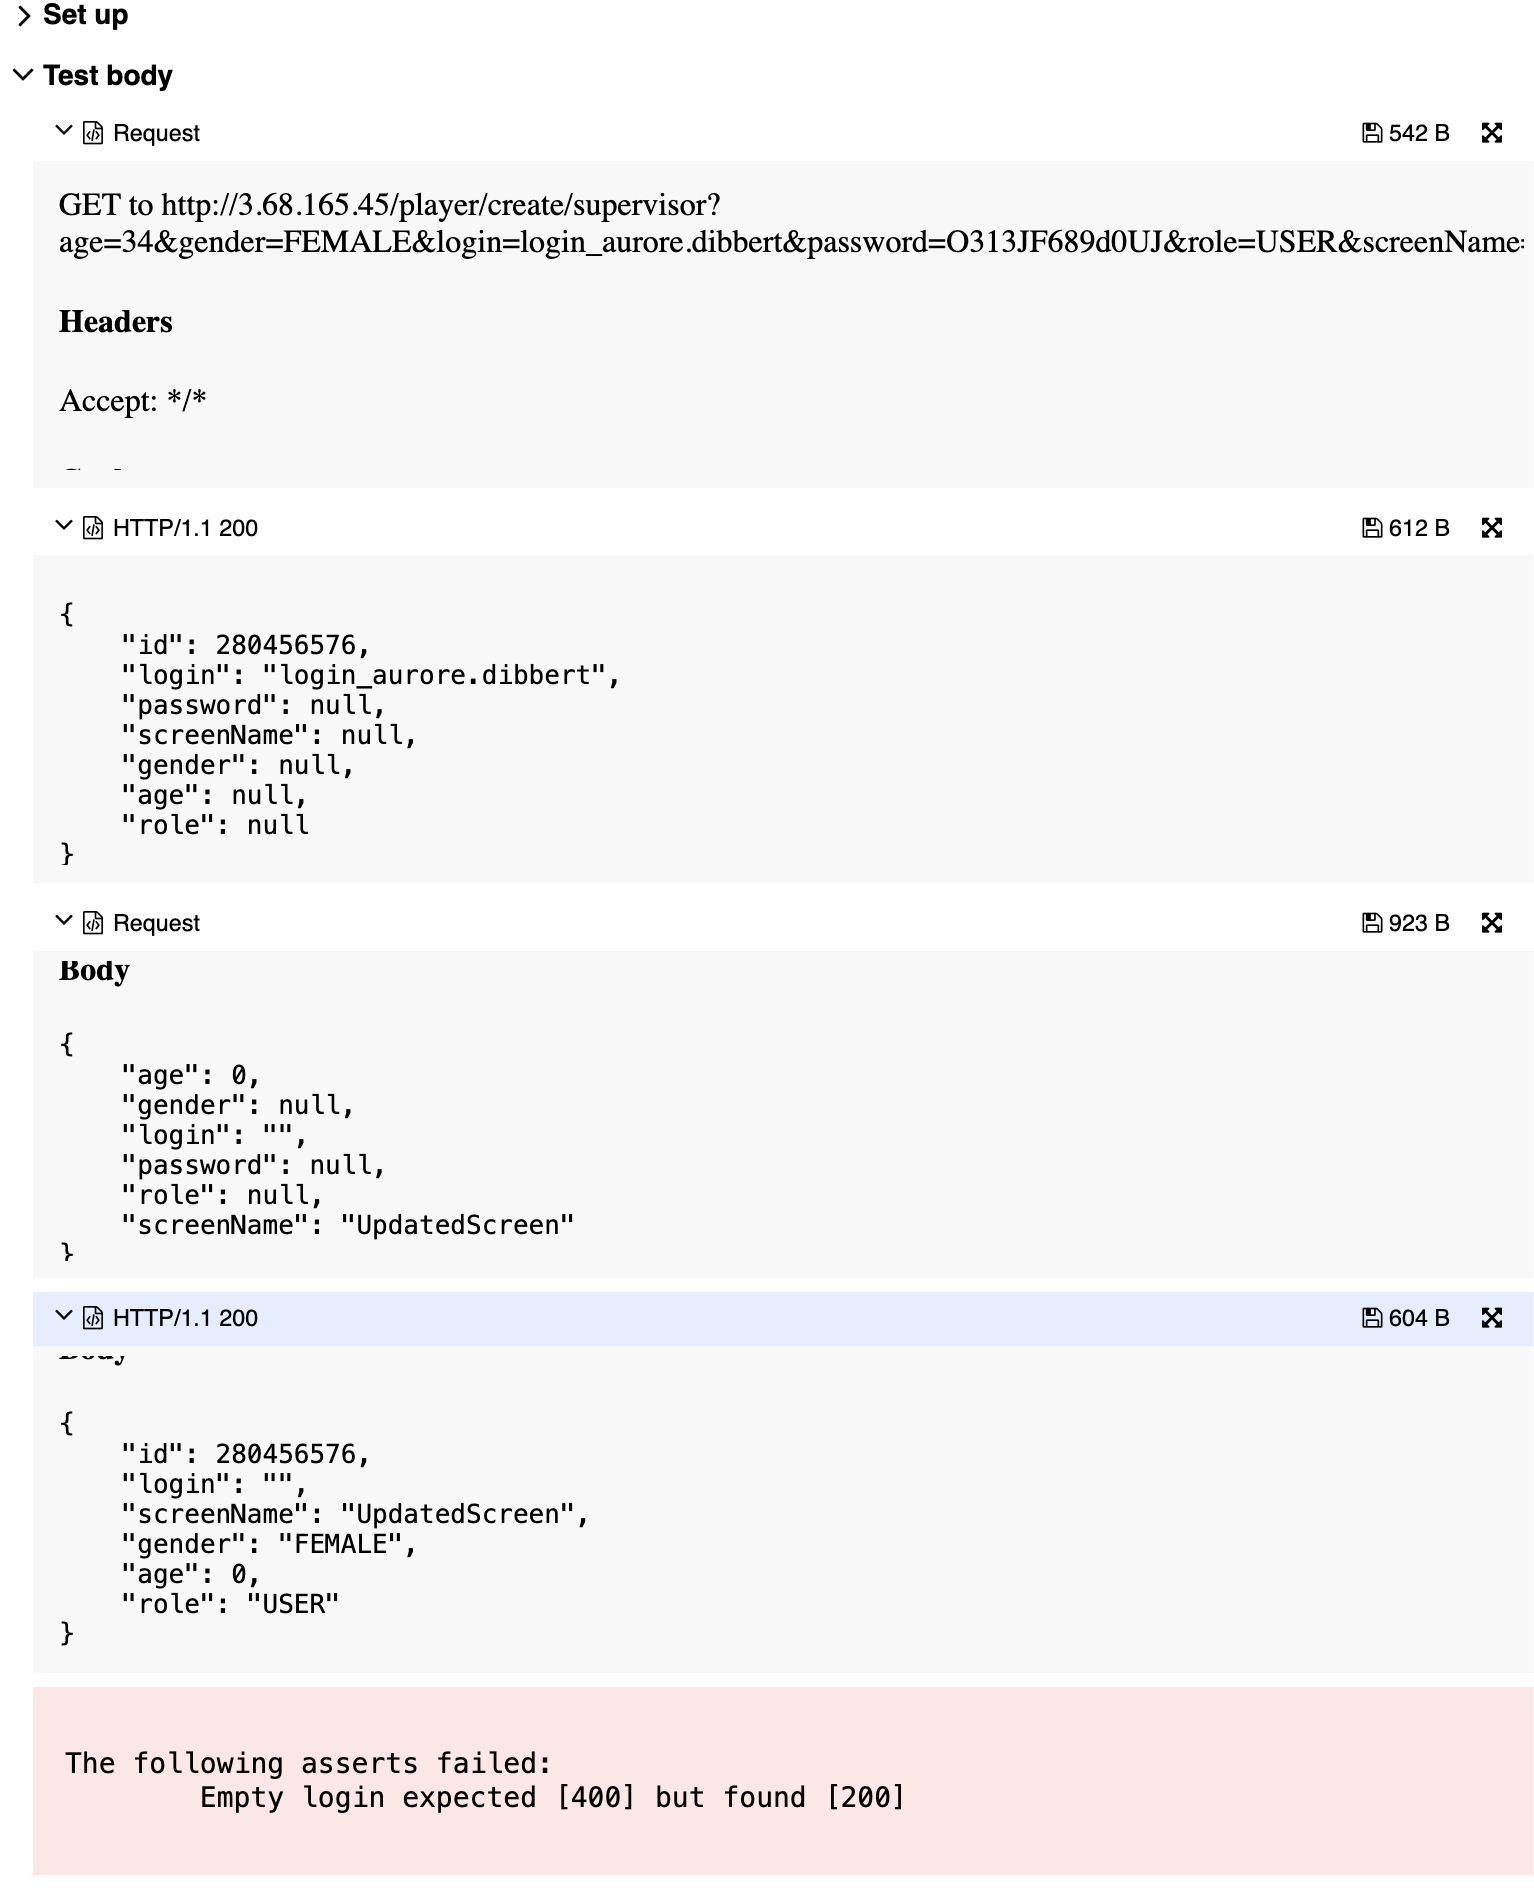 Set up
Test body
Request 542 B
GET to http://3.68.165.45/player/create/supervisor?
age=34&gender=FEMALE&login=login_aurore.dibbert&password=O313JF689d0UJ&role=USER&screenName=
Headers
Accept: */*
HTTP/1.1 200 612 B
{
"id": 280456576,
"login": "login_aurore.dibbert",
"password": null,
"screenName": null,
"gender": null,
"age": null,
"role": null
}
Request 923 B
Body
{
"age": 0,
"gender": null,
"login": "",
"password": null,
"role": null,
"screenName": "UpdatedScreen"
}
HTTP/1.1 200 604 B
Body
{
"id": 280456576,
"login": "",
"screenName": "UpdatedScreen",
"gender": "FEMALE",
"age": 0,
"role": "USER"
}
The following asserts failed:
Empty login expected [400] but found [200]